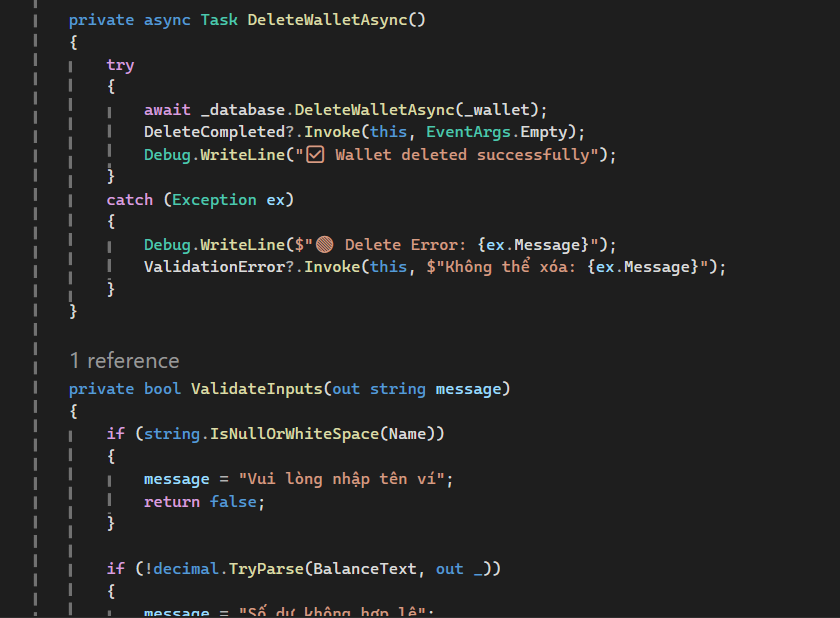 private async Task DeleteWalletAsync()
{
try
{
await _database.DeleteWalletAsync(_wallet);
DeleteCompleted?.Invoke(this, EventArgs.Empty);
Debug.WriteLine("☑ Wallet deleted successfully");
}
catch (Exception ex)
{
Debug.WriteLine($"🔴 Delete Error: {ex.Message}");
ValidationError?.Invoke(this, $"Không thể xóa: {ex.Message}");
}
}
1 reference
private bool ValidateInputs(out string message)
{
if (string.IsNullOrWhiteSpace(Name))
{
message = "Vui lòng nhập tên ví";
return false;
}
if (!decimal.TryParse(BalanceText, out _))
{
message = "Số dư không hợp lệ";